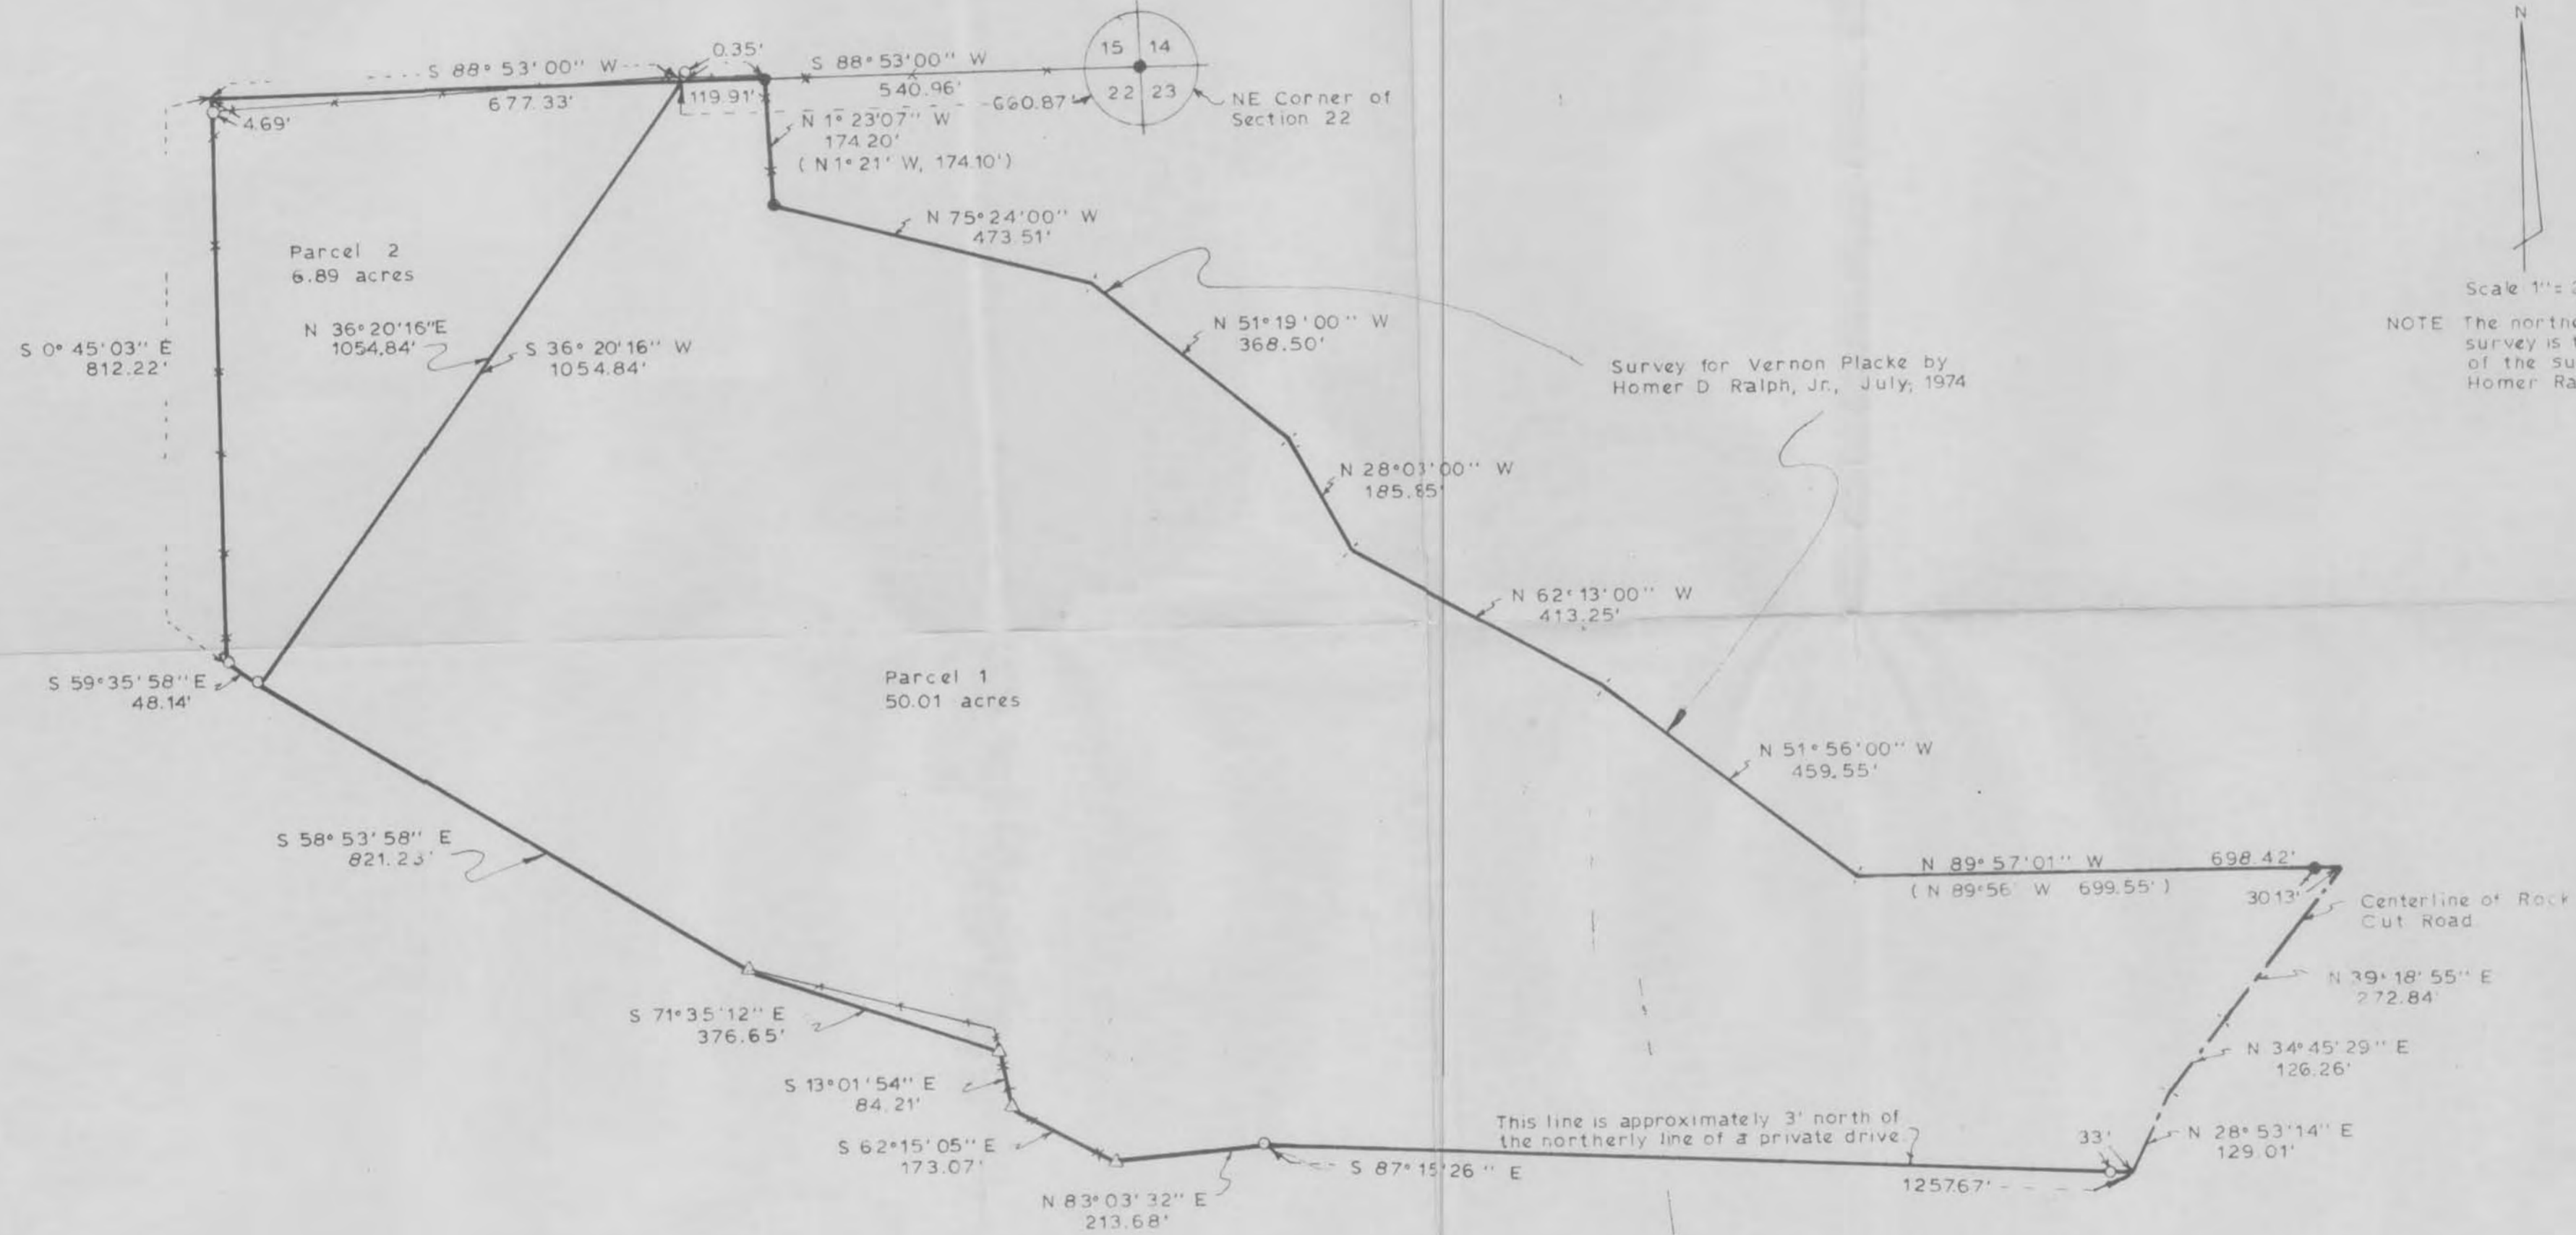 N
0.35'
S 88° 53' 00" W
677.33'
119.91'
S 88° 53' 00" W
540.96'
660.87'
15 14
22 23
NE Corner of
Section 22
4.69'
N 1° 23' 07" W
174.20'
( N 1° 21' W, 174.10')
N 75° 24' 00" W
473.51'
Parcel 2
6.89 acres
N 36° 20' 16" E
1054.84'
S 36° 20' 16" W
1054.84'
S 0° 45' 03" E
812.22'
N 51° 19' 00" W
368.50'
Scale 1" =
NOTE The
survey is
of the
Homer
Survey for Vernon Placke by
Homer D Ralph, Jr., July, 1974
N 28° 03' 00" W
185.85'
N 62° 13' 00" W
413.25'
S 59° 35' 58" E
48.14'
Parcel 1
50.01 acres
N 51° 56' 00" W
459.55'
S 58° 53' 58" E
821.23'
N 89° 57' 01" W 698.42'
( N 89° 56' W 699.55' )
30.13'
Centerline of Rock
Cut Road
N 39° 18' 55" E
272.84'
S 71° 35' 12" E
376.65'
N 34° 45' 29" E
126.26'
S 13° 01' 54" E
84.21'
This line is approximately 3' north of
the northerly line of a private drive
33'
N 28° 53' 14" E
129.01'
S 62° 15' 05" E
173.07'
S 87° 15' 26" E
1257.67'
N 83° 03' 32" E
213.68'